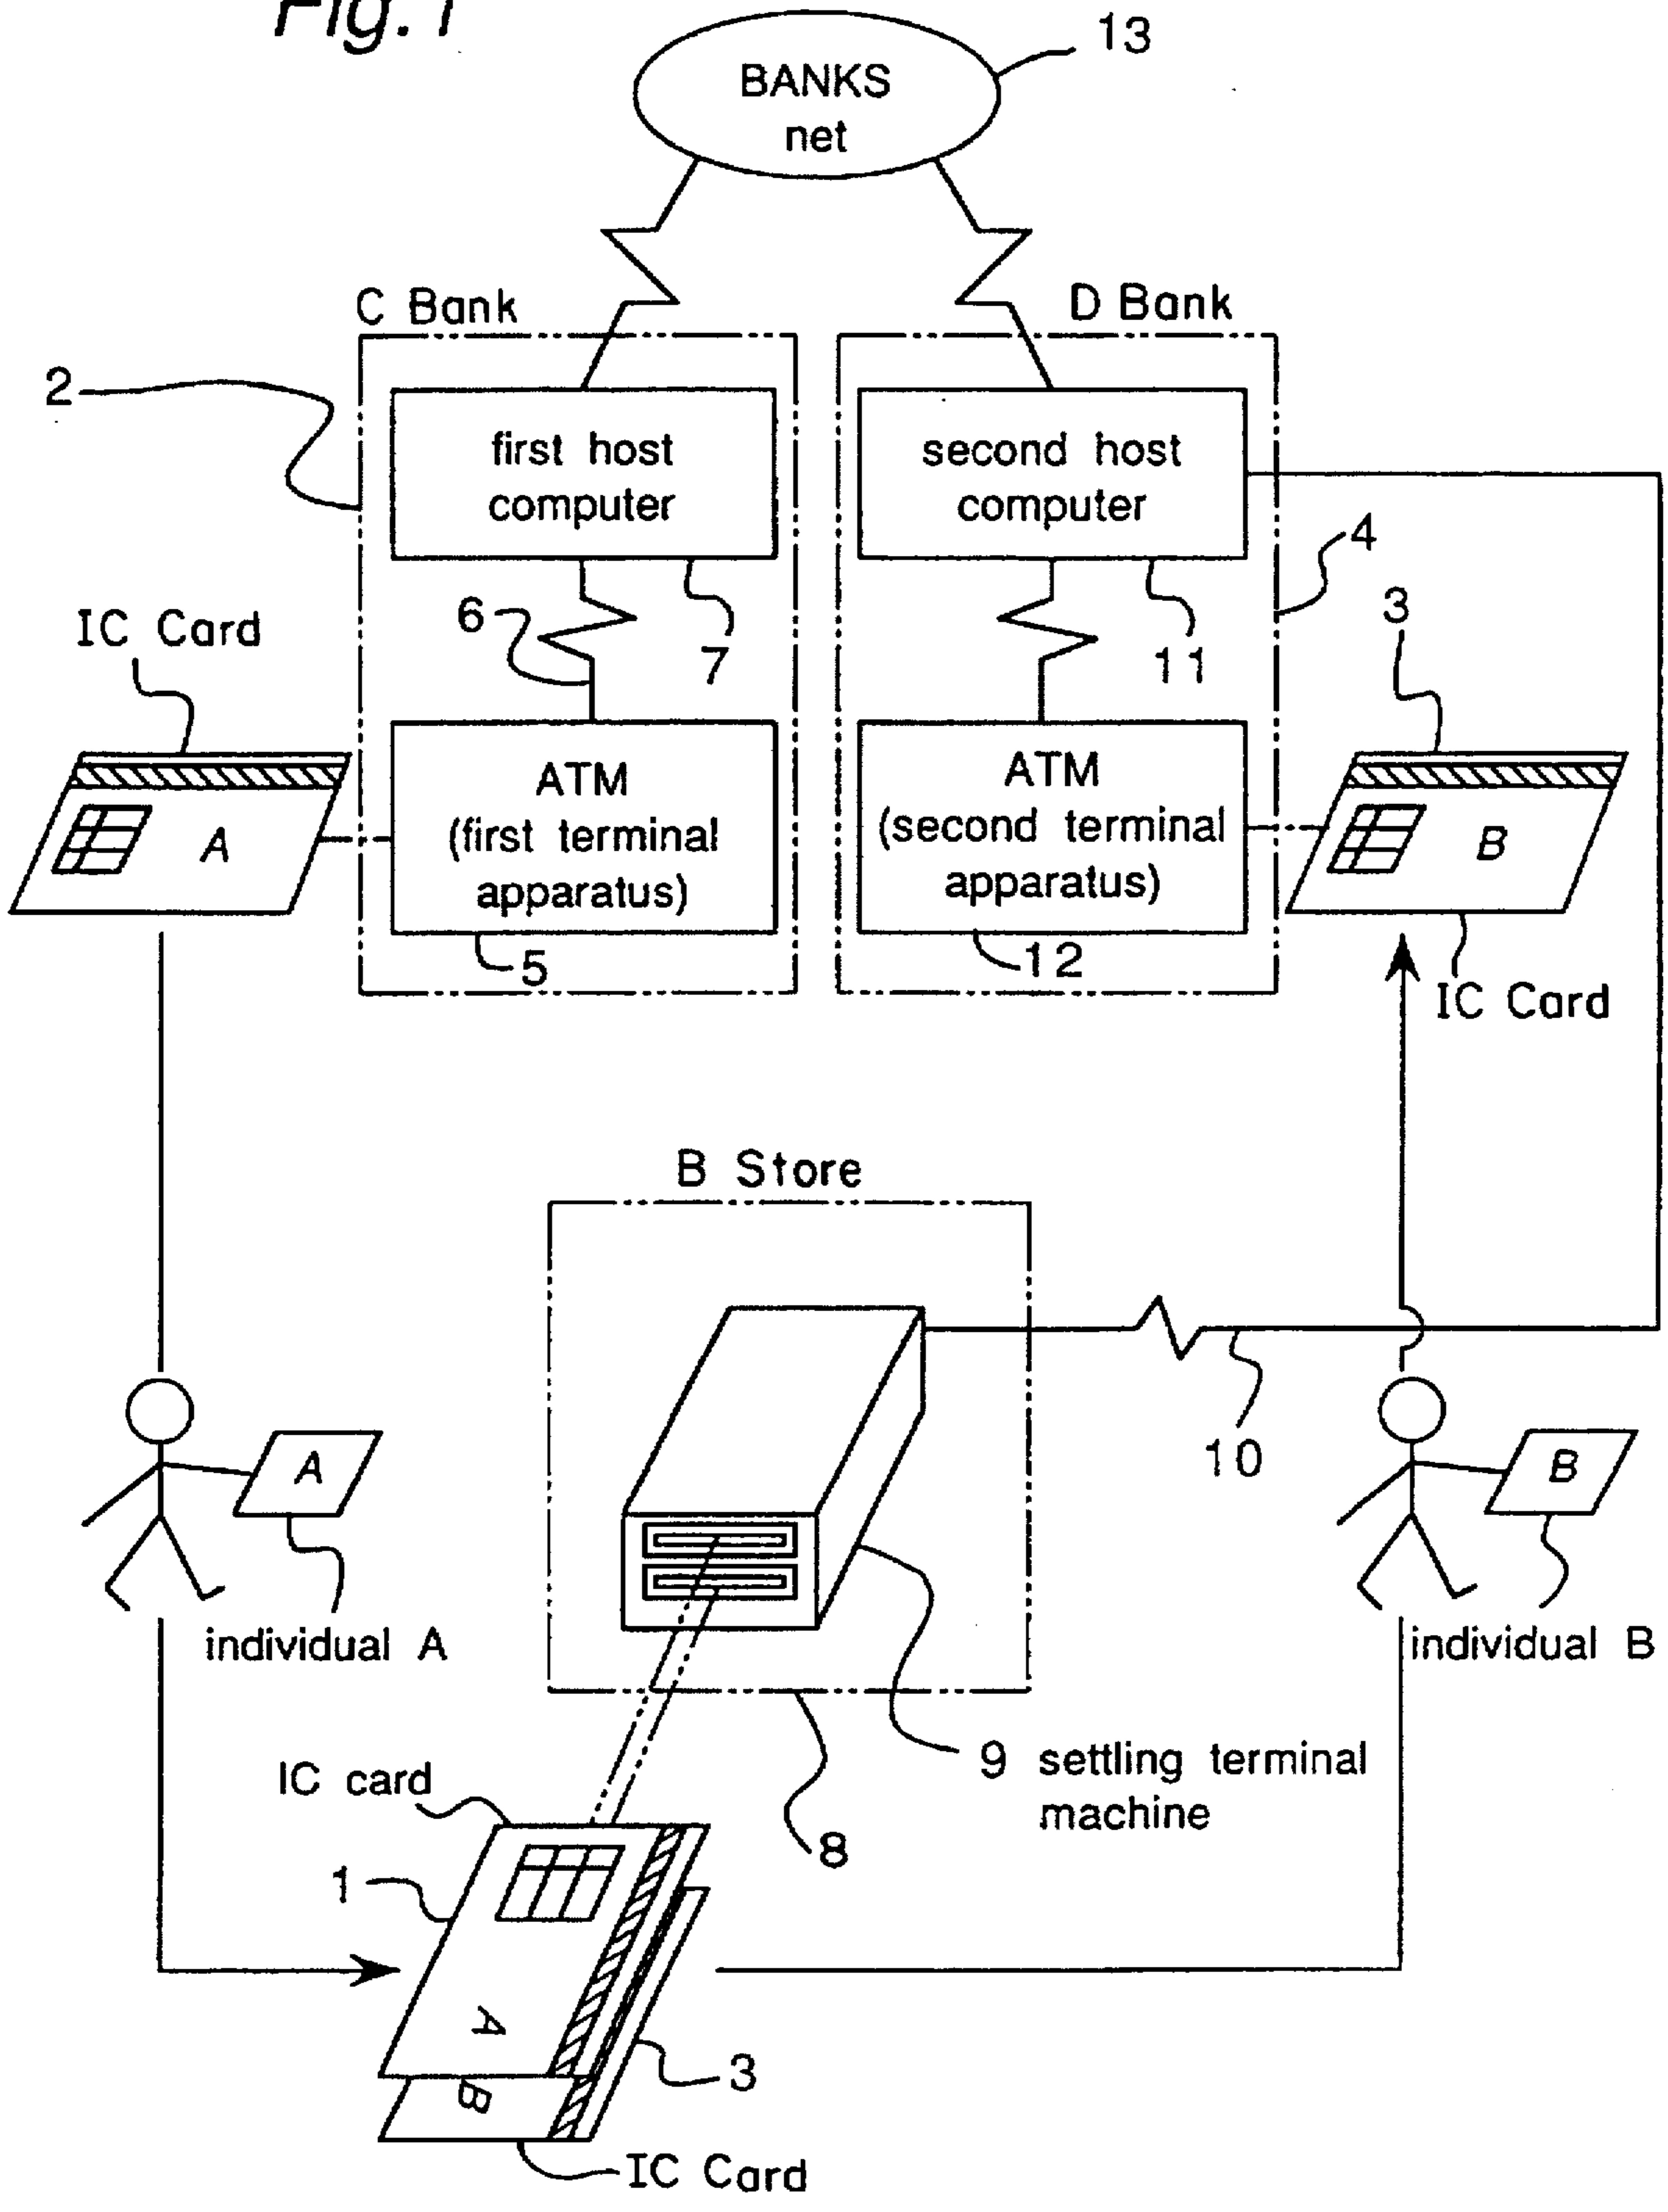 Fig. 1
13
BANKS
net
C Bank
D Bank
2
first host
computer
second host
computer
4
3
6
7
11
IC Card
ATM
(first terminal
apparatus)
ATM
(second terminal
apparatus)
A
B
5
12
IC Card
B Store
10
A
B
individual A
individual B
9 settling terminal
machine
IC card
8
1
A
3
B
IC Card